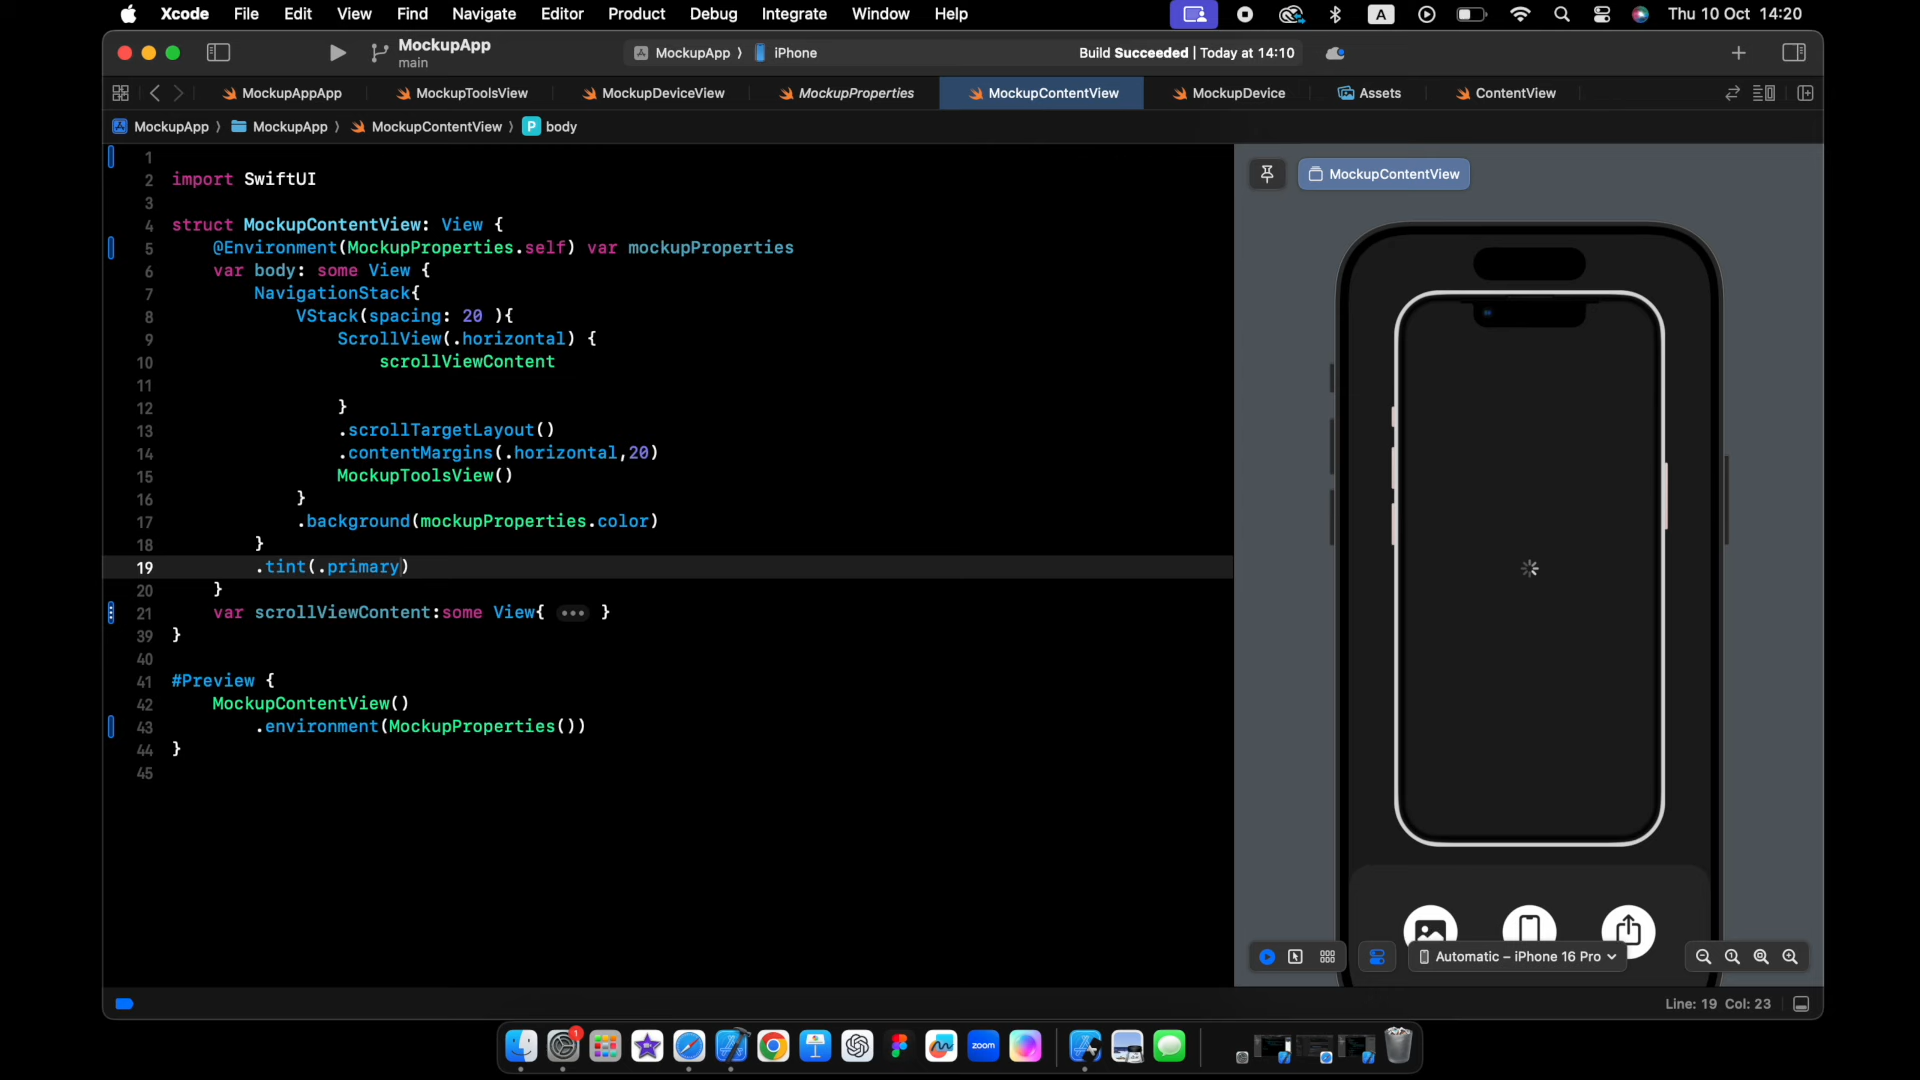 Xcode File Edit View Find Navigate Editor Product Debug Integrate Window Help A Thu 10 Oct 14:20
MockupApp
main
MockupApp 〉 iPhone
Build Succeeded | Today at 14:10
MockupAppApp MockupToolsView MockupDeviceView MockupProperties MockupContentView MockupDevice Assets ContentView
MockupApp 〉 MockupApp 〉 MockupContentView 〉 P body
1
2 import SwiftUI
3
4 struct MockupContentView: View {
5 @Environment(MockupProperties.self) var mockupProperties
6 var body: some View {
7 NavigationStack{
8 VStack(spacing: 20 ){
9 ScrollView(.horizontal) {
10 scrollViewContent
11
12 }
13 .scrollTargetLayout()
14 .contentMargins(.horizontal,20)
15 MockupToolsView()
16 }
17 .background(mockupProperties.color)
18 }
19 .tint(.primary)
20 }
21 var scrollViewContent:some View{ ••• }
39 }
40
41 #Preview {
42 MockupContentView()
43 .environment(MockupProperties())
44 }
45
MockupContentView
Automatic – iPhone 16 Pro
Line: 19 Col: 23
1
zoom